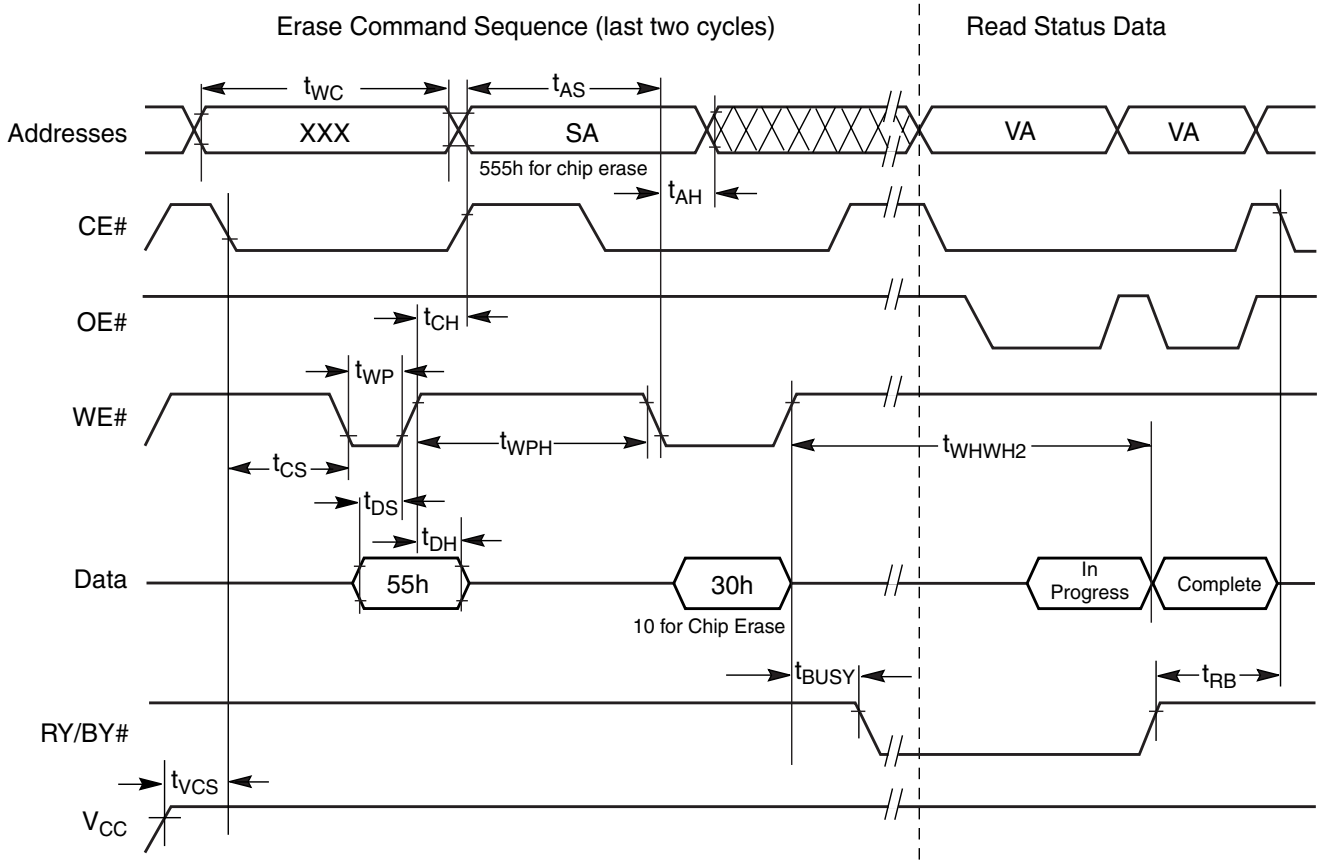 Erase Command Sequence (last two cycles)
Read Status Data
tWC
tAS
Addresses
XXX
SA
VA
VA
555h for chip erase
tAH
CE#
OE#
tCH
tWP
WE#
tWPH
tWHWH2
tCS
tDS
tDH
Data
55h
30h
In
Progress
Complete
10 for Chip Erase
tBUSY
tRB
RY/BY#
tVCS
VCC